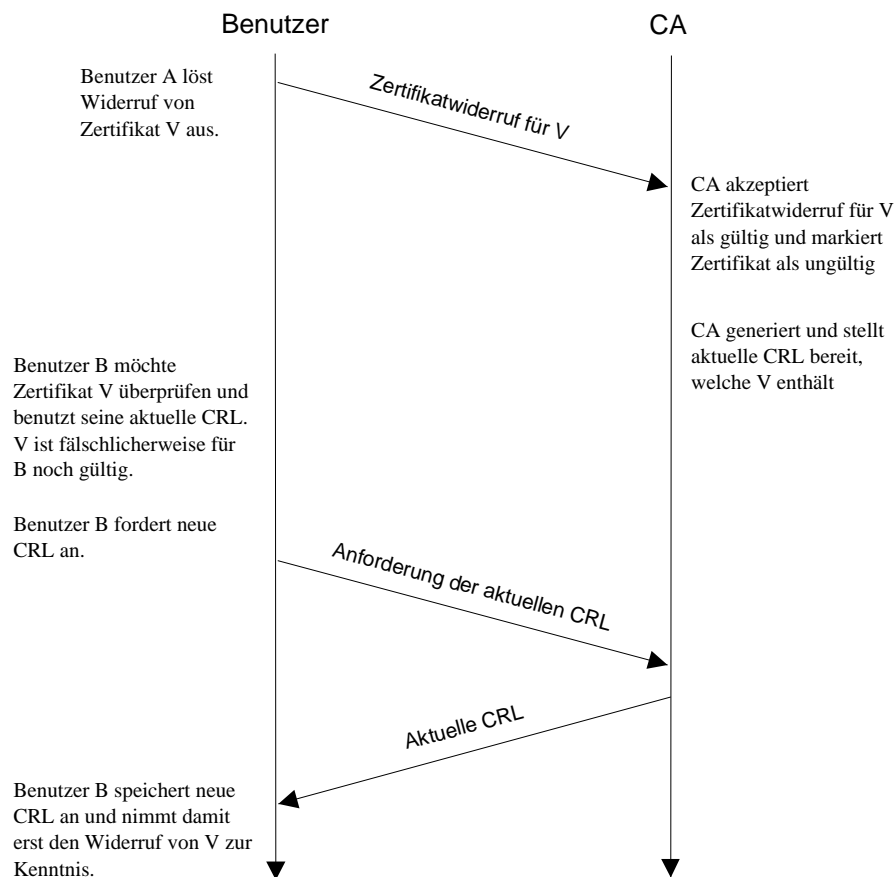 Benutzer
CA
Benutzer A löst
Widerruf von
Zertifikat V aus.
Zertifikatwiderruf für V
CA akzeptiert
Zertifikatwiderruf für V
als gültig und markiert
Zertifikat als ungültig
CA generiert und stellt
aktuelle CRL bereit,
welche V enthält
Benutzer B möchte
Zertifikat V überprüfen und
benutzt seine aktuelle CRL.
V ist fälschlicherweise für
B noch gültig.
Benutzer B fordert neue
CRL an.
Anforderung der aktuellen CRL
Aktuelle CRL
Benutzer B speichert neue
CRL an und nimmt damit
erst den Widerruf von V zur
Kenntnis.